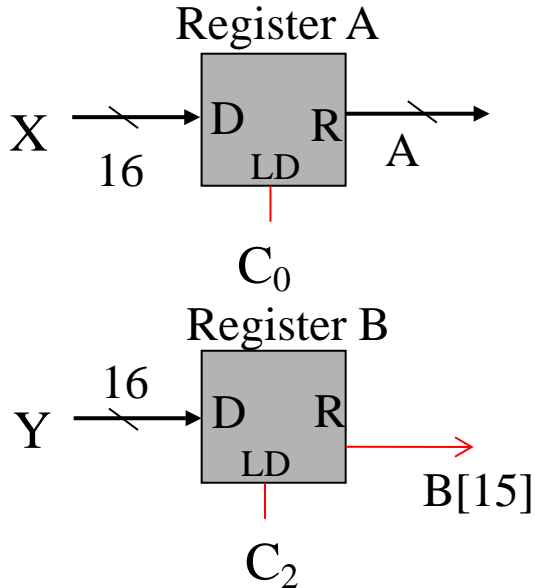 Register A
X
16
D
R
LD
A
C₀
Register B
16
Y
D
R
LD
B[15]
C₂